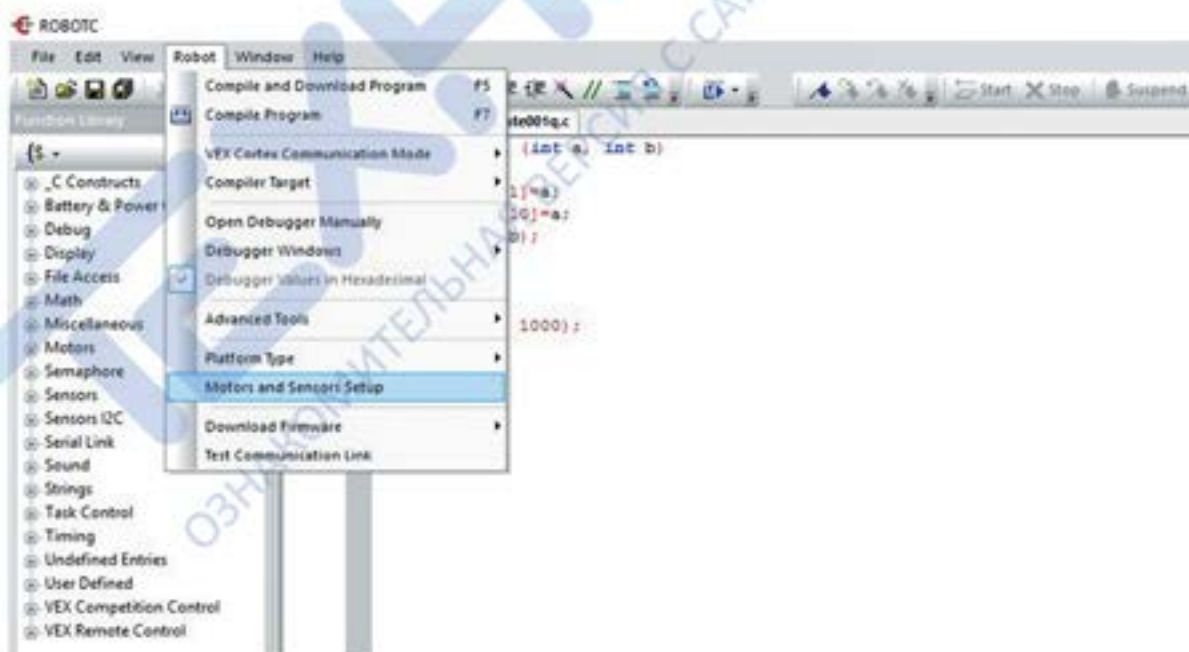 ROBOTC
File Edit View Robot Window Help
Start Stop Suspend
Function Library
Compile and Download Program F5
Compile Program F7
VEX Cortex Communication Mode
Compiler Target
Open Debugger Manually
Debugger Windows
Debugger Values in Hexadecimal
Advanced Tools
Platform Type
Motors and Sensors Setup
Download Firmware
Test Communication Link
_C Constructs
Battery & Power
Debug
Display
File Access
Math
Miscellaneous
Motors
Semaphore
Sensors
Sensors I2C
Serial Link
Sound
Strings
Task Control
Timing
Undefined Entries
User Defined
VEX Competition Control
VEX Remote Control
(int a, int b)
1]=a;
10]=a;
1000);
ОЗНАКОМИТЕЛЬНАЯ ВЕРСИЯ С